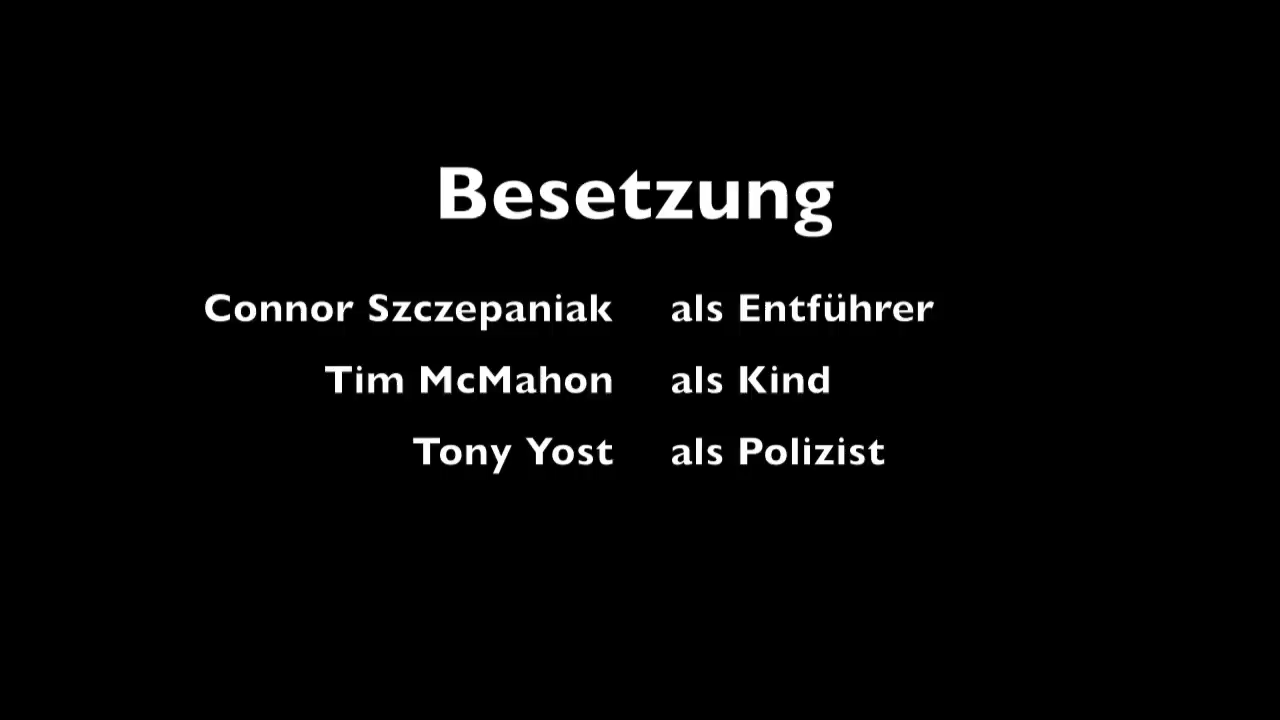 Besetzung
Connor Szczepaniak als Entführer
Tim McMahon als Kind
Tony Yost als Polizist